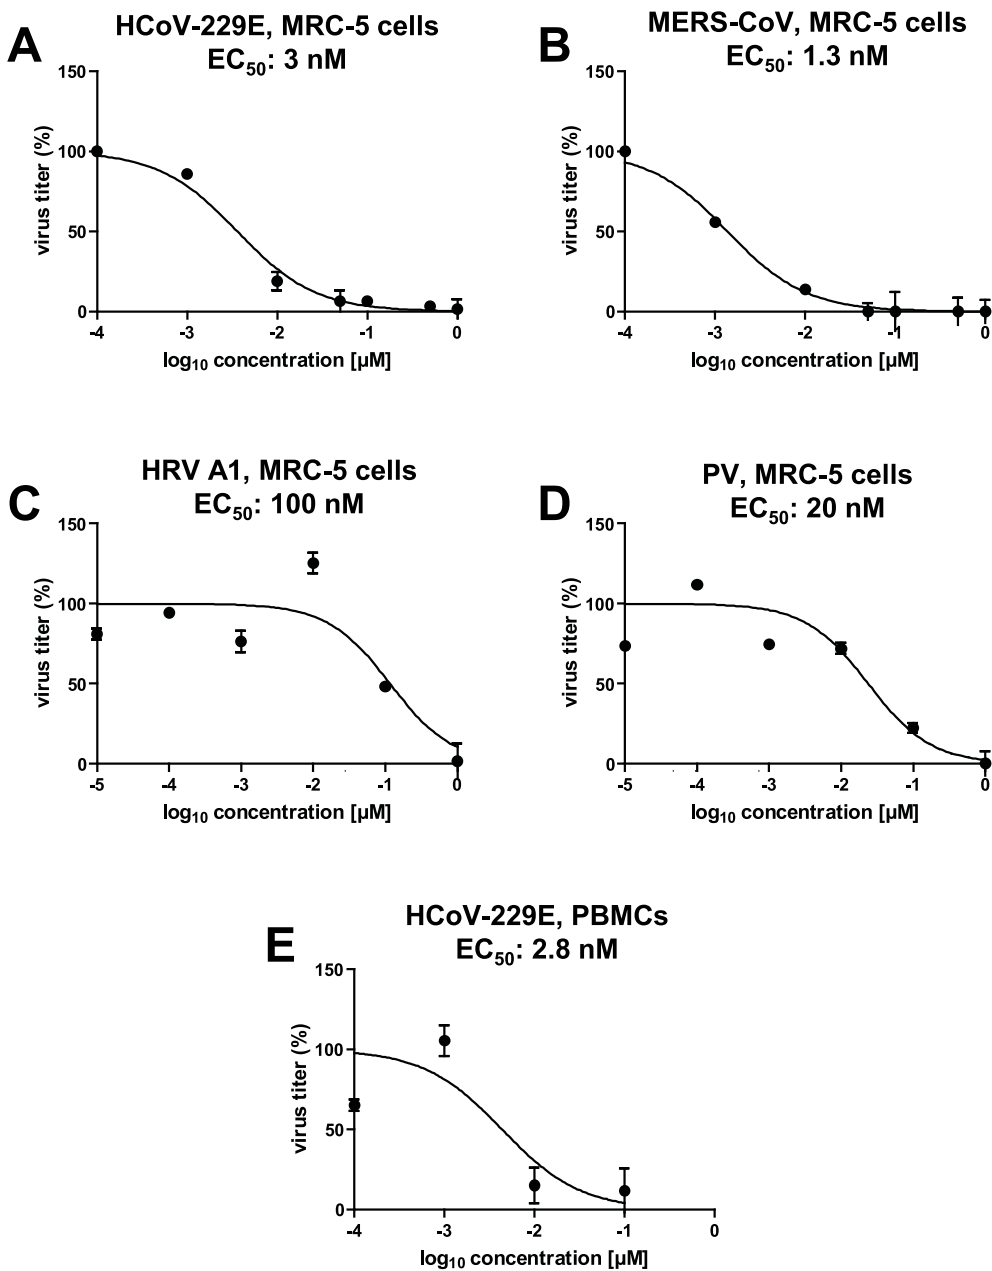 A
HCoV-229E, MRC-5 cells
EC₅₀: 3 nM
virus titer (%)
150
100
50
0
-4 -3 -2 -1 0
log₁₀ concentration [µM]
B
MERS-CoV, MRC-5 cells
EC₅₀: 1.3 nM
virus titer (%)
150
100
50
0
-4 -3 -2 -1 0
log₁₀ concentration [µM]
C
HRV A1, MRC-5 cells
EC₅₀: 100 nM
virus titer (%)
150
100
50
0
-5 -4 -3 -2 -1 0
log₁₀ concentration [µM]
D
PV, MRC-5 cells
EC₅₀: 20 nM
virus titer (%)
150
100
50
0
-5 -4 -3 -2 -1 0
log₁₀ concentration [µM]
E
HCoV-229E, PBMCs
EC₅₀: 2.8 nM
virus titer (%)
150
100
50
0
-4 -3 -2 -1 0
log₁₀ concentration [µM]